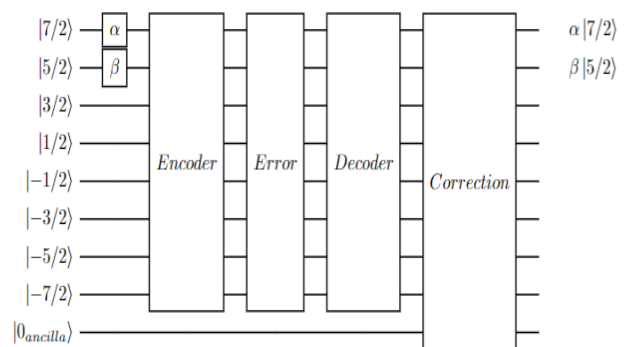 |7/2⟩ α α|7/2⟩
|5/2⟩ β β|5/2⟩
|3/2⟩
|1/2⟩
Encoder Error Decoder
|−1/2⟩ Correction
|−3/2⟩
|−5/2⟩
|−7/2⟩
|0ancilla⟩